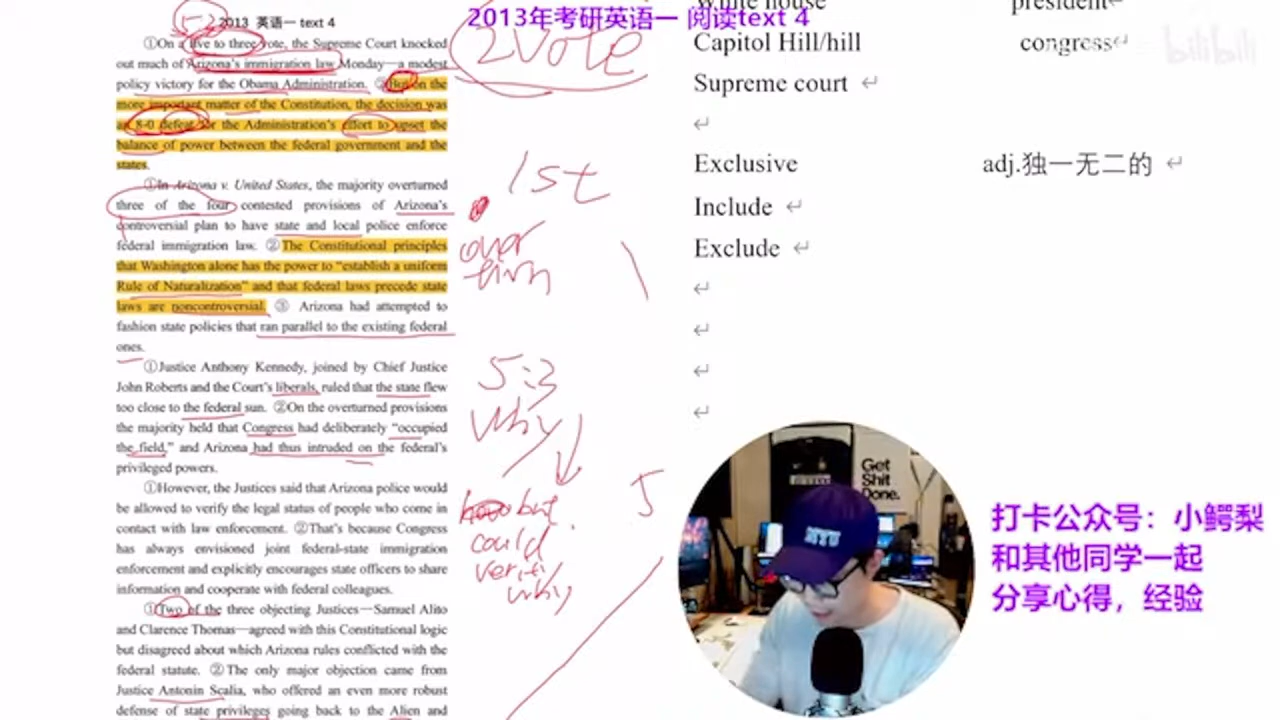 2013 英语一 text 4
①On a five to three vote, the Supreme Court knocked
out much of Arizona's immigration law Monday—a modest
policy victory for the Obama Administration. ②But on the
more important matter of the Constitution, the decision was
an 8-0 defeat for the Administration's effort to upset the
balance of power between the federal government and the
states.
①In Arizona v. United States, the majority overturned
three of the four contested provisions of Arizona's
controversial plan to have state and local police enforce
federal immigration law. ②The Constitutional principles
that Washington alone has the power to "establish a uniform
Rule of Naturalization" and that federal laws precede state
laws are noncontroversial. ③ Arizona had attempted to
fashion state policies that ran parallel to the existing federal
ones.
①Justice Anthony Kennedy, joined by Chief Justice
John Roberts and the Court's liberals, ruled that the state flew
too close to the federal sun. ②On the overturned provisions
the majority held that Congress had deliberately "occupied
the field," and Arizona had thus intruded on the federal's
privileged powers.
①However, the Justices said that Arizona police would
be allowed to verify the legal status of people who come in
contact with law enforcement. ②That's because Congress
has always envisioned joint federal-state immigration
enforcement and explicitly encourages state officers to share
information and cooperate with federal colleagues.
①Two of the three objecting Justices—Samuel Alito
and Clarence Thomas—agreed with this Constitutional logic
but disagreed about which Arizona rules conflicted with the
federal statute. ②The only major objection came from
Justice Antonin Scalia, who offered an even more robust
defense of state privileges going back to the Alien and
2013年考研英语一 阅读text 4
2 vote
1st
over
turn
5:3
why
but
could
verify
why
5
White house president
Capitol Hill/hill congress
Supreme court
Exclusive adj.独一无二的
Include
Exclude
bilibili
Get
Shit
Done.
NYU
打卡公众号：小鳄梨
和其他同学一起
分享心得，经验